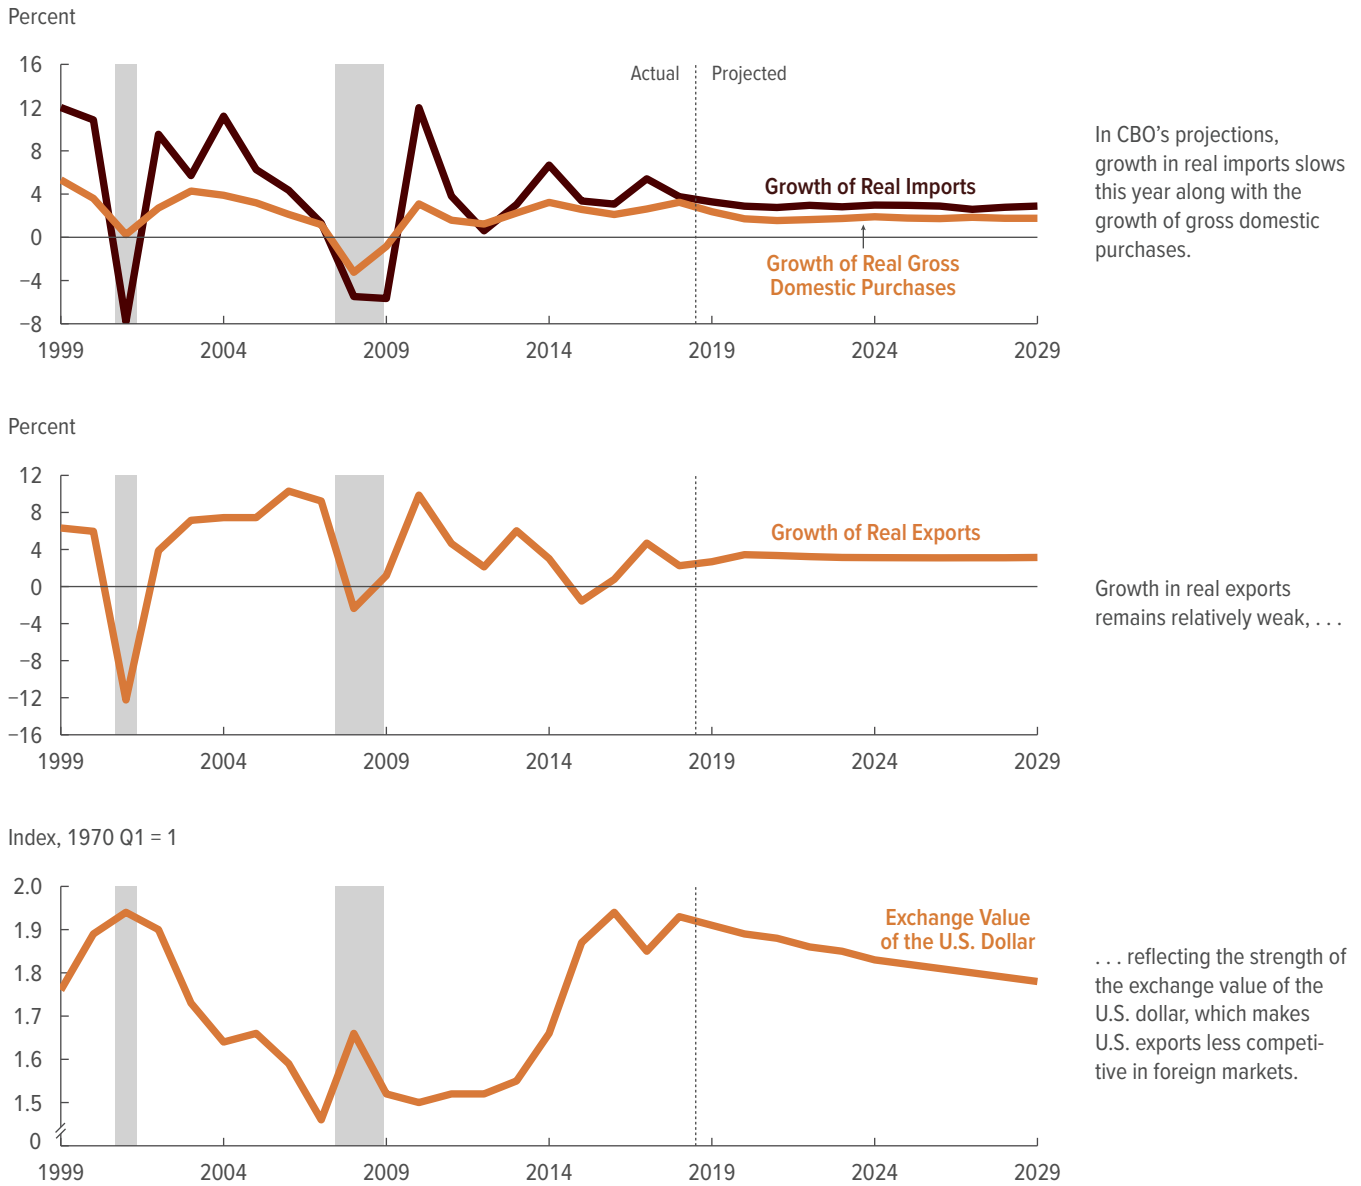 Percent
16
12
8
4
0
−4
−8
Actual
Projected
Growth of Real Imports
Growth of Real Gross
Domestic Purchases
1999 2004 2009 2014 2019 2024 2029
In CBO’s projections,
growth in real imports slows
this year along with the
growth of gross domestic
purchases.
Percent
12
8
4
0
−4
−8
−12
−16
Growth of Real Exports
1999 2004 2009 2014 2019 2024 2029
Growth in real exports
remains relatively weak, . . .
Index, 1970 Q1 = 1
2.0
1.9
1.8
1.7
1.6
1.5
0
Exchange Value
of the U.S. Dollar
1999 2004 2009 2014 2019 2024 2029
. . . reflecting the strength of
the exchange value of the
U.S. dollar, which makes
U.S. exports less competi-
tive in foreign markets.